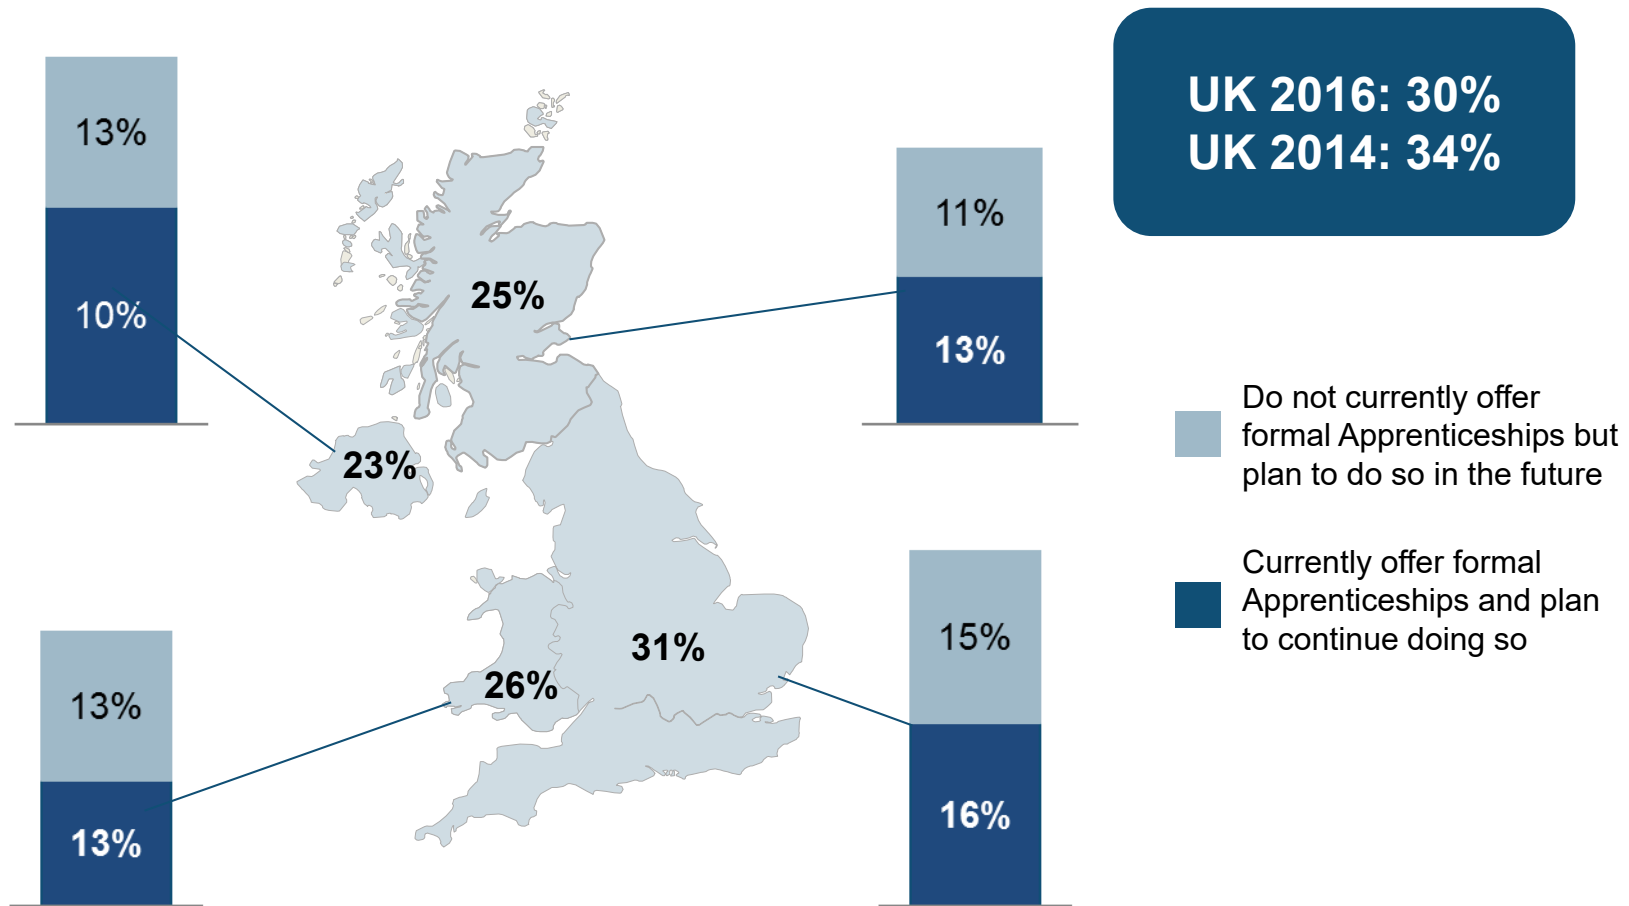 UK 2016: 30%
UK 2014: 34%
13%
10%
11%
13%
25%
23%
31%
26%
13%
13%
15%
16%
Do not currently offer
formal Apprenticeships but
plan to do so in the future
Currently offer formal
Apprenticeships and plan
to continue doing so